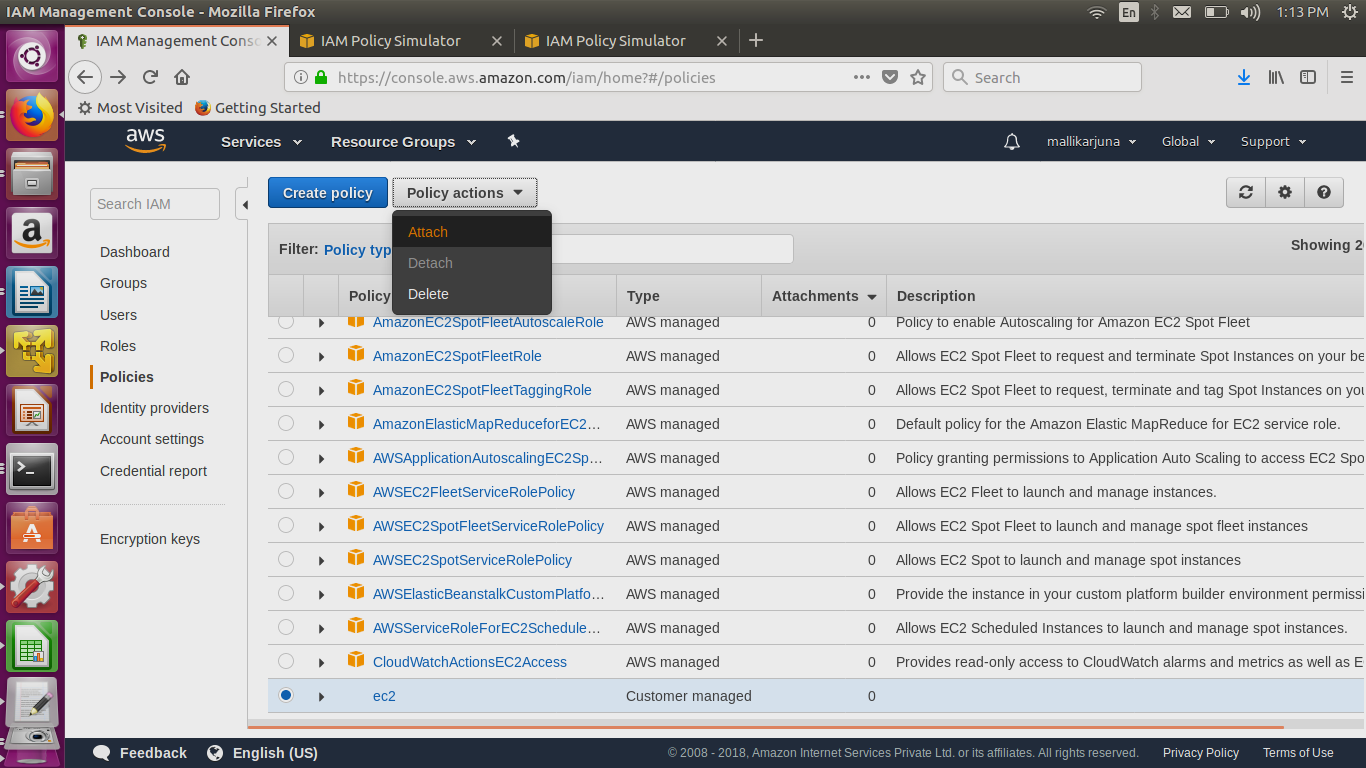 IAM Management Console - Mozilla Firefox
En
1:13 PM
IAM Management Conso
IAM Policy Simulator
IAM Policy Simulator
https://console.aws.amazon.com/iam/home?#/policies
Search
Most Visited
Getting Started
aws
Services
Resource Groups
mallikarjuna
Global
Support
Search IAM
Dashboard
Groups
Users
Roles
Policies
Identity providers
Account settings
Credential report
Encryption keys
Create policy
Policy actions
Attach
Detach
Delete
Filter: Policy typ
Showing 2
Policy
Type
Attachments
Description
AmazonEC2SpotFleetAutoscaleRole AWS managed 0 Policy to enable Autoscaling for Amazon EC2 Spot Fleet
AmazonEC2SpotFleetRole AWS managed 0 Allows EC2 Spot Fleet to request and terminate Spot Instances on your be
AmazonEC2SpotFleetTaggingRole AWS managed 0 Allows EC2 Spot Fleet to request, terminate and tag Spot Instances on you
AmazonElasticMapReduceforEC2... AWS managed 0 Default policy for the Amazon Elastic MapReduce for EC2 service role.
AWSApplicationAutoscalingEC2Sp... AWS managed 0 Policy granting permissions to Application Auto Scaling to access EC2 Spo
AWSEC2FleetServiceRolePolicy AWS managed 0 Allows EC2 Fleet to launch and manage instances.
AWSEC2SpotFleetServiceRolePolicy AWS managed 0 Allows EC2 Spot Fleet to launch and manage spot fleet instances
AWSEC2SpotServiceRolePolicy AWS managed 0 Allows EC2 Spot to launch and manage spot instances
AWSElasticBeanstalkCustomPlatfo... AWS managed 0 Provide the instance in your custom platform builder environment permissi
AWSServiceRoleForEC2Schedule... AWS managed 0 Allows EC2 Scheduled Instances to launch and manage spot instances.
CloudWatchActionsEC2Access AWS managed 0 Provides read-only access to CloudWatch alarms and metrics as well as E
ec2 Customer managed 0
Feedback
English (US)
© 2008 - 2018, Amazon Internet Services Private Ltd. or its affiliates. All rights reserved.
Privacy Policy
Terms of Use